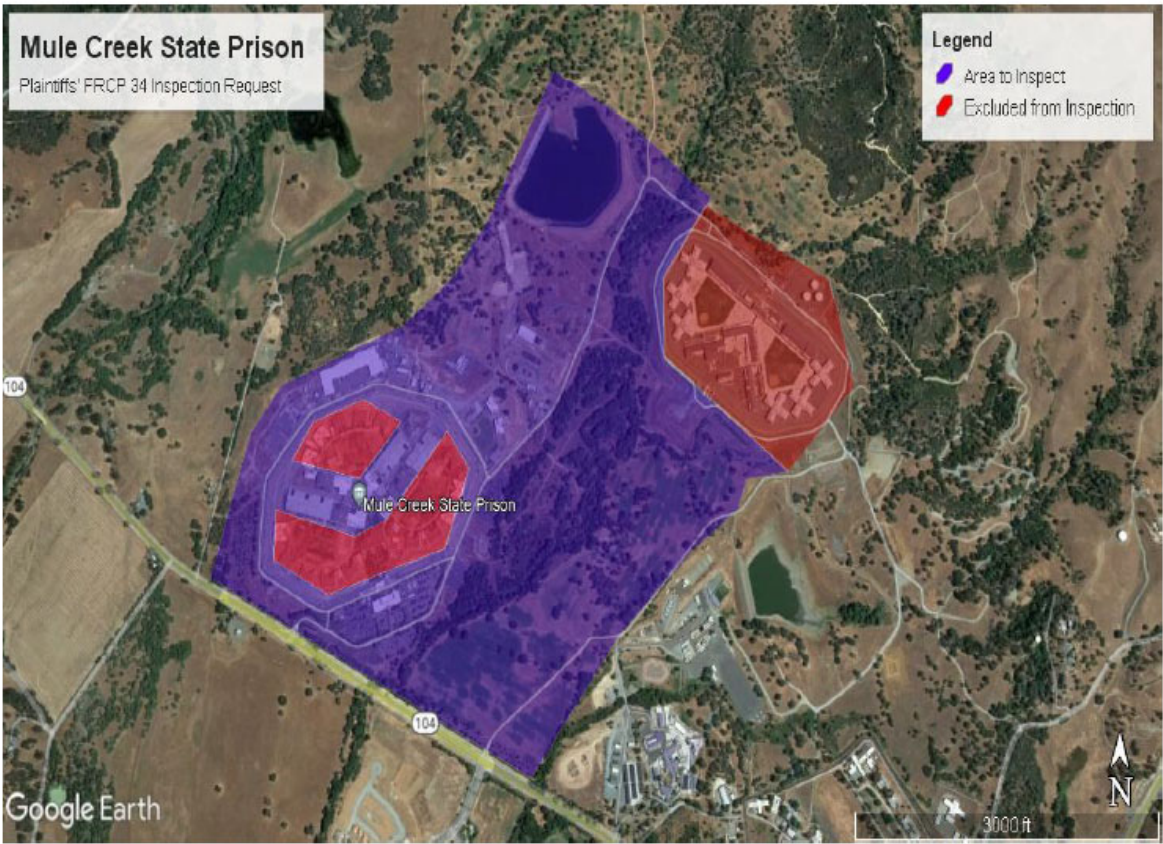 Mule Creek State Prison
Plaintiffs' FRCP 34 Inspection Request
Legend
Area to Inspect
Excluded from Inspection
104
Mule Creek State Prison
104
Google Earth
N
3000 ft